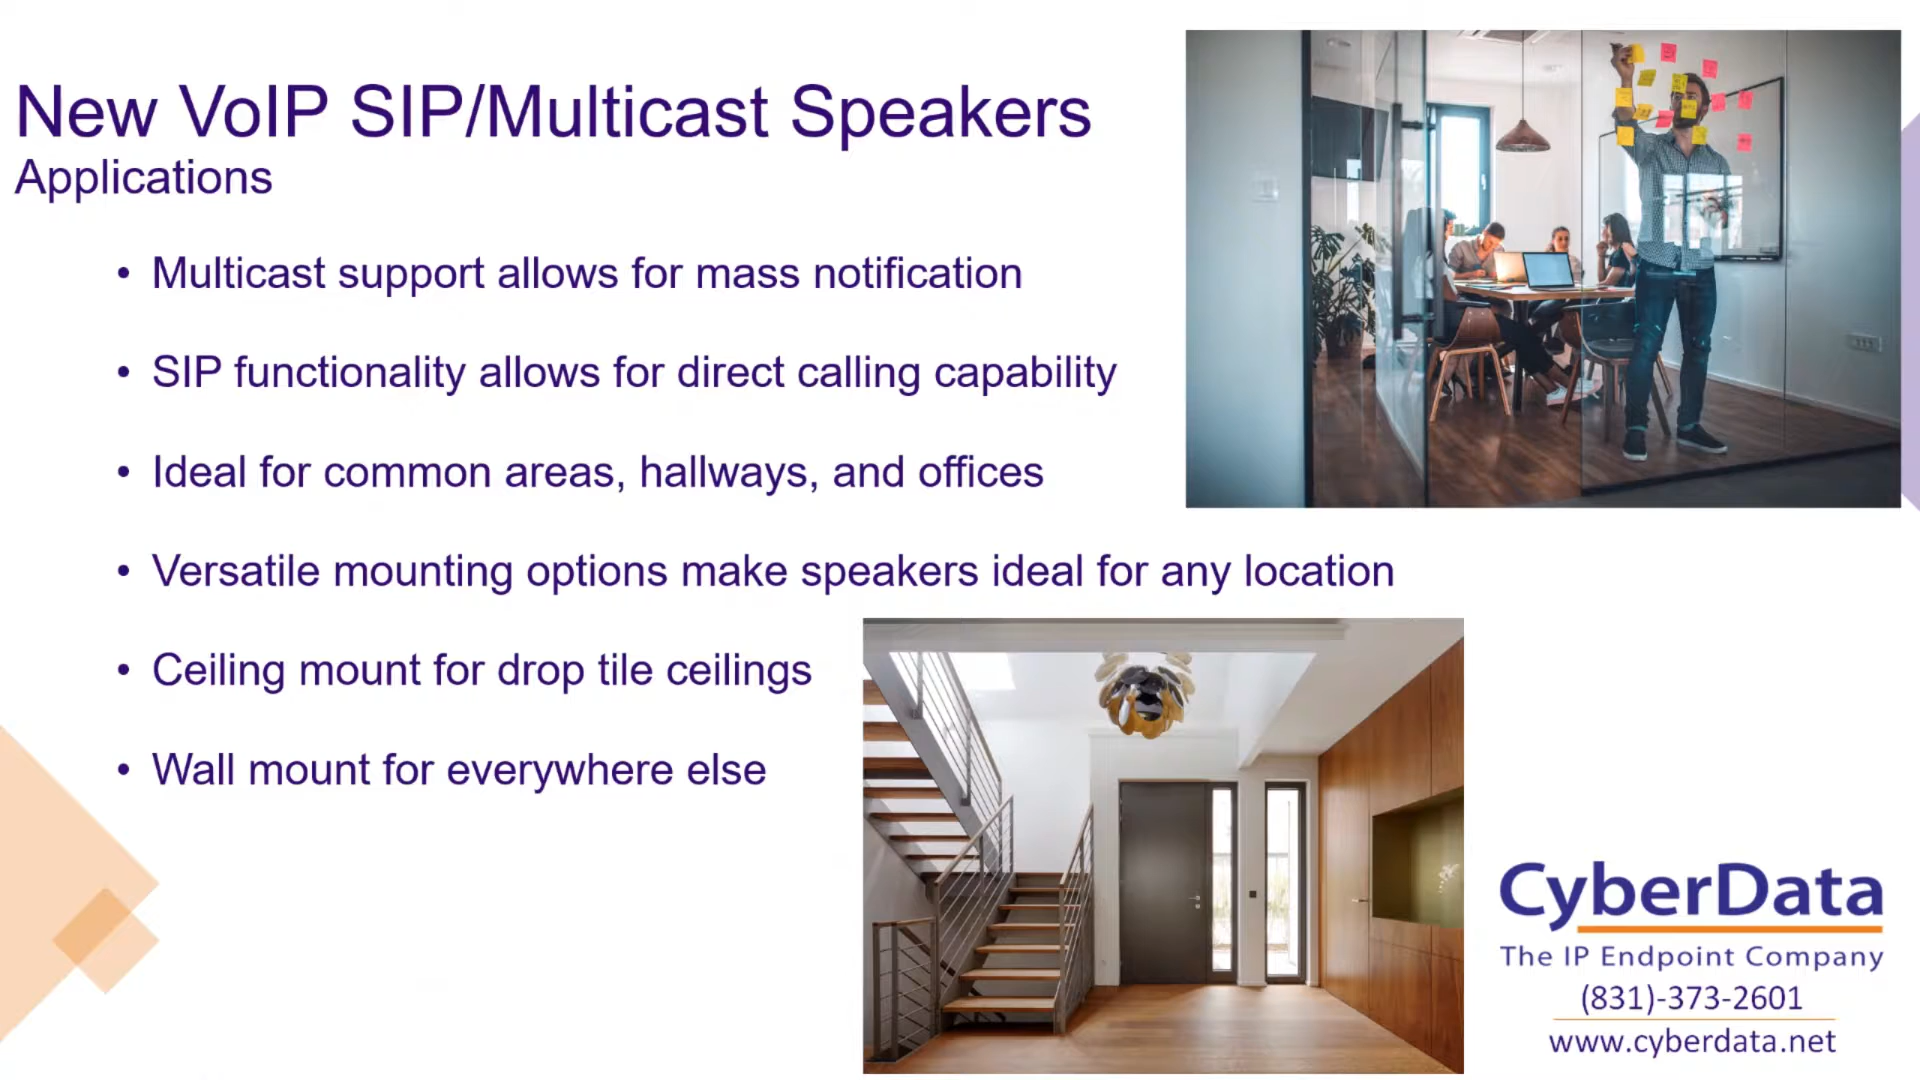 New VoIP SIP/Multicast Speakers
Applications
• Multicast support allows for mass notification
• SIP functionality allows for direct calling capability
• Ideal for common areas, hallways, and offices
• Versatile mounting options make speakers ideal for any location
• Ceiling mount for drop tile ceilings
• Wall mount for everywhere else
CyberData
The IP Endpoint Company
(831)-373-2601
www.cyberdata.net